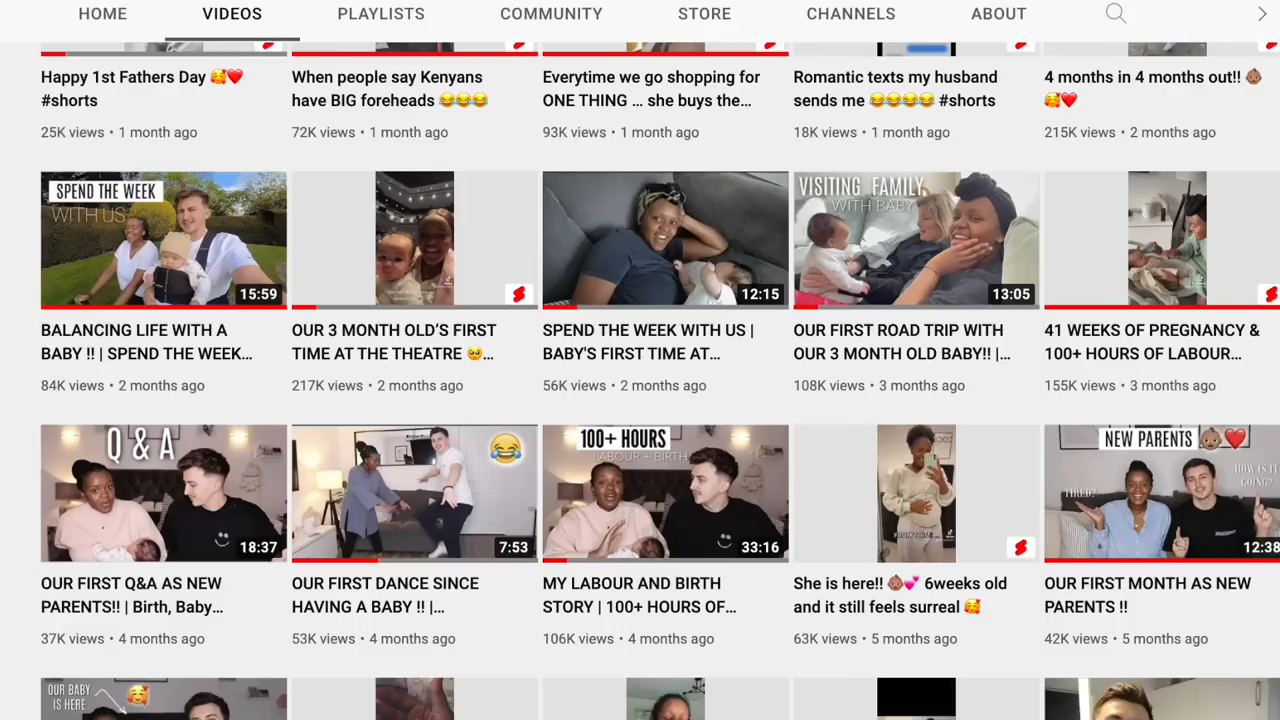 HOME VIDEOS PLAYLISTS COMMUNITY STORE CHANNELS ABOUT
Happy 1st Fathers Day 🥰❤️
#shorts
25K views • 1 month ago
When people say Kenyans
have BIG foreheads 😂😂😂
72K views • 1 month ago
Everytime we go shopping for
ONE THING … she buys the...
93K views • 1 month ago
Romantic texts my husband
sends me 😂😂😂😂 #shorts
18K views • 1 month ago
4 months in 4 months out!! 👶🏽
🥰❤️
215K views • 2 months ago
SPEND THE WEEK
WITH US
15:59
BALANCING LIFE WITH A
BABY !! | SPEND THE WEEK...
84K views • 2 months ago
OUR 3 MONTH OLD’S FIRST
TIME AT THE THEATRE 🥹...
217K views • 2 months ago
12:15
SPEND THE WEEK WITH US |
BABY'S FIRST TIME AT...
56K views • 2 months ago
VISITING FAMILY
WITH BABY
13:05
OUR FIRST ROAD TRIP WITH
OUR 3 MONTH OLD BABY!! |...
108K views • 3 months ago
41 WEEKS OF PREGNANCY &
100+ HOURS OF LABOUR...
155K views • 3 months ago
Q & A
18:37
OUR FIRST Q&A AS NEW
PARENTS!! | Birth, Baby...
37K views • 4 months ago
7:53
OUR FIRST DANCE SINCE
HAVING A BABY !! |...
53K views • 4 months ago
100+ HOURS
LABOUR + BIRTH
33:16
MY LABOUR AND BIRTH
STORY | 100+ HOURS OF...
106K views • 4 months ago
She is here!! 👶🏽💕 6weeks old
and it still feels surreal 🥰
63K views • 5 months ago
NEW PARENTS 👶🏽❤️
HOW IS IT
GOING?
TIRED?
12:38
OUR FIRST MONTH AS NEW
PARENTS !!
42K views • 5 months ago
OUR BABY
IS HERE